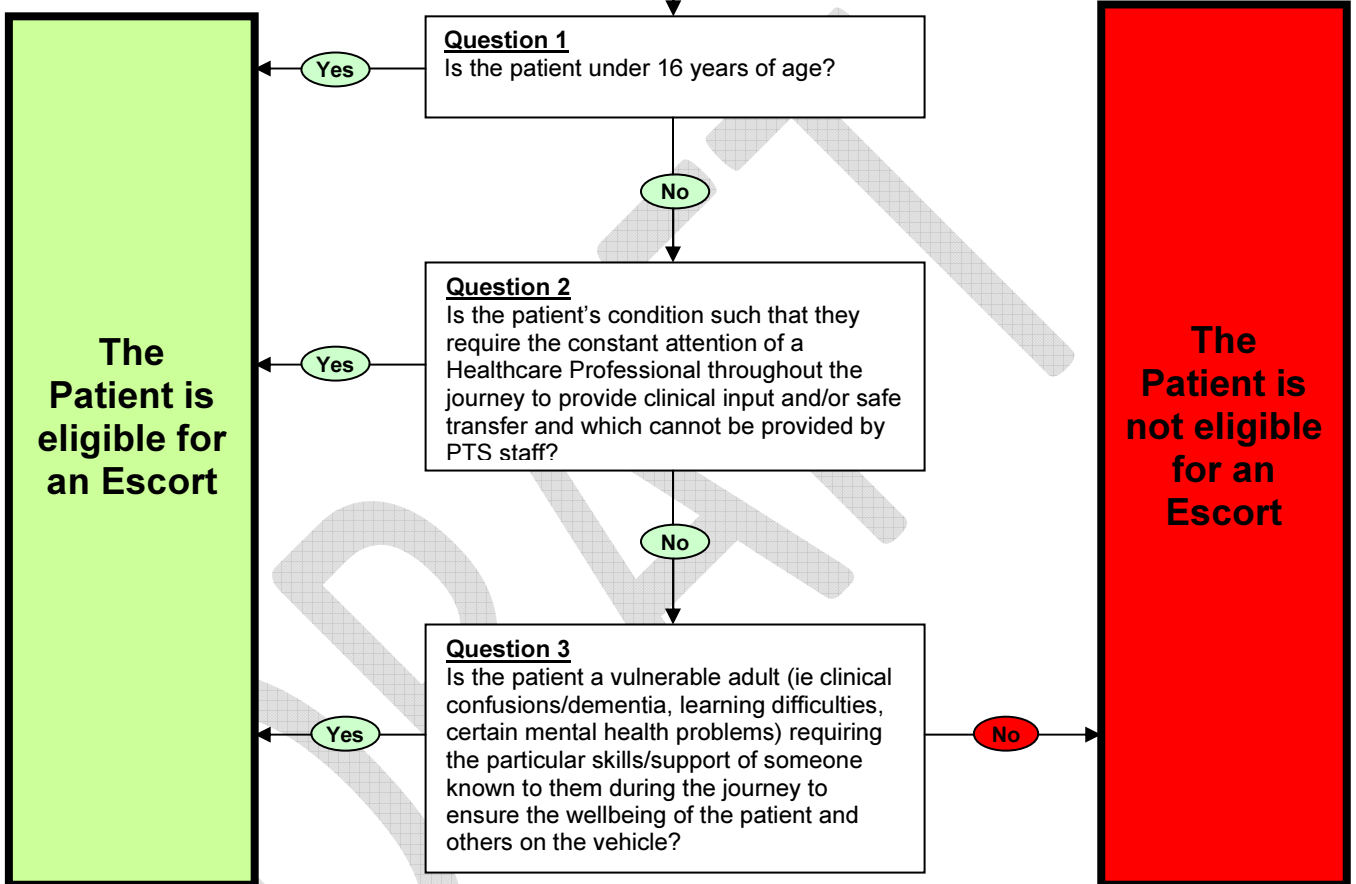 Question 1
Is the patient under 16 years of age?
Yes
No
Question 2
Is the patient’s condition such that they
require the constant attention of a
Healthcare Professional throughout the
journey to provide clinical input and/or safe
transfer and which cannot be provided by
PTS staff?
Yes
No
The
Patient is
eligible for
an Escort
The
Patient is
not eligible
for an
Escort
Question 3
Is the patient a vulnerable adult (ie clinical
confusions/dementia, learning difficulties,
certain mental health problems) requiring
the particular skills/support of someone
known to them during the journey to
ensure the wellbeing of the patient and
others on the vehicle?
Yes
No
DRAFT